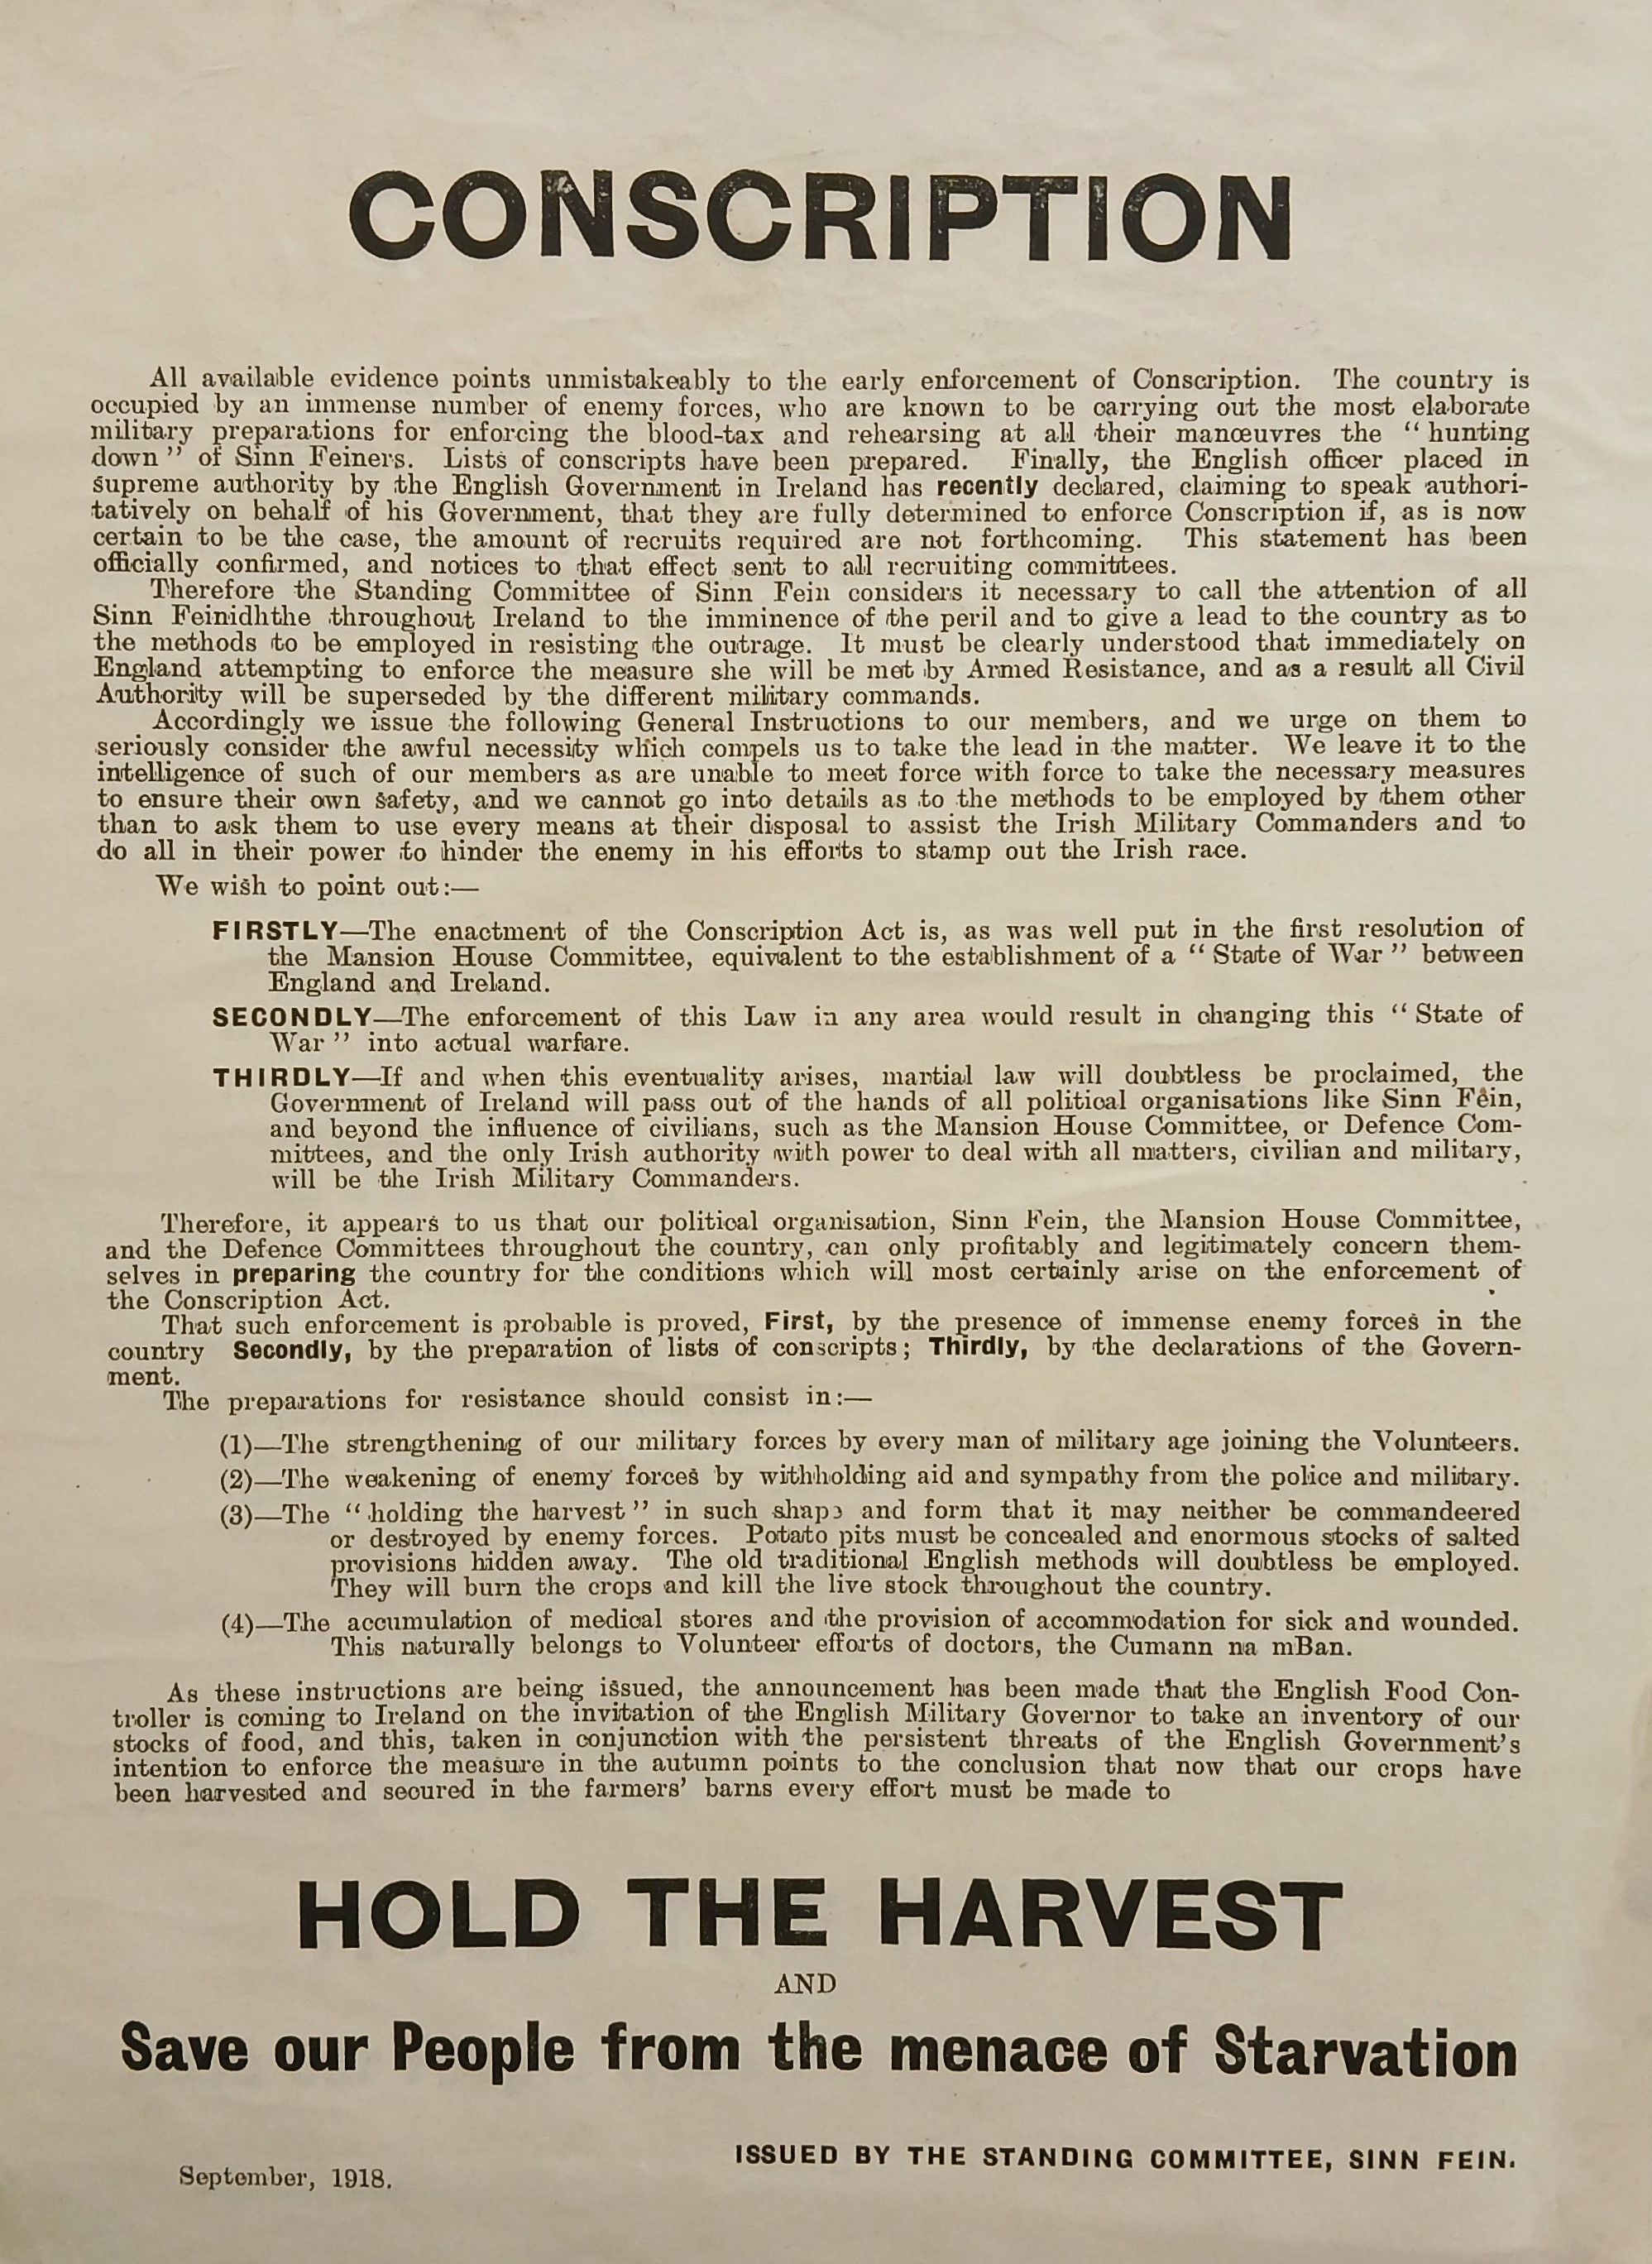 CONSCRIPTION
All available evidence points unmistakeably to the early enforcement of Conscription. The country is
occupied by an immense number of enemy forces, who are known to be carrying out the most elaborate
military preparations for enforcing the blood-tax and rehearsing at all their manœuvres the “ hunting
down ” of Sinn Feiners. Lists of conscripts have been prepared. Finally, the English officer placed in
supreme authority by the English Government in Ireland has recently declared, claiming to speak authori-
tatively on behalf of his Government, that they are fully determined to enforce Conscription if, as is now
certain to be the case, the amount of recruits required are not forthcoming. This statement has been
officially confirmed, and notices to that effect sent to all recruiting committees.
Therefore the Standing Committee of Sinn Fein considers it necessary to call the attention of all
Sinn Feinidhthe throughout Ireland to the imminence of the peril and to give a lead to the country as to
the methods to be employed in resisting the outrage. It must be clearly understood that immediately on
England attempting to enforce the measure she will be met by Armed Resistance, and as a result all Civil
Authority will be superseded by the different military commands.
Accordingly we issue the following General Instructions to our members, and we urge on them to
seriously consider the awful necessity which compels us to take the lead in the matter. We leave it to the
intelligence of such of our members as are unable to meet force with force to take the necessary measures
to ensure their own safety, and we cannot go into details as to the methods to be employed by them other
than to ask them to use every means at their disposal to assist the Irish Military Commanders and to
do all in their power to hinder the enemy in his efforts to stamp out the Irish race.
We wish to point out:—
FIRSTLY—The enactment of the Conscription Act is, as was well put in the first resolution of
the Mansion House Committee, equivalent to the establishment of a “ State of War ” between
England and Ireland.
SECONDLY—The enforcement of this Law in any area would result in changing this “ State of
War ” into actual warfare.
THIRDLY—If and when this eventuality arises, martial law will doubtless be proclaimed, the
Government of Ireland will pass out of the hands of all political organisations like Sinn Fêin,
and beyond the influence of civilians, such as the Mansion House Committee, or Defence Com-
mittees, and the only Irish authority with power to deal with all matters, civilian and military,
will be the Irish Military Commanders.
Therefore, it appears to us that our political organisation, Sinn Fein, the Mansion House Committee,
and the Defence Committees throughout the country, can only profitably and legitimately concern them-
selves in preparing the country for the conditions which will most certainly arise on the enforcement of
the Conscription Act.
That such enforcement is probable is proved, First, by the presence of immense enemy forces in the
country Secondly, by the preparation of lists of conscripts; Thirdly, by the declarations of the Govern-
ment.
The preparations for resistance should consist in:—
(1)—The strengthening of our military forces by every man of military age joining the Volunteers.
(2)—The weakening of enemy forces by withholding aid and sympathy from the police and military.
(3)—The “ holding the harvest ” in such shape and form that it may neither be commandeered
or destroyed by enemy forces. Potato pits must be concealed and enormous stocks of salted
provisions hidden away. The old traditional English methods will doubtless be employed.
They will burn the crops and kill the live stock throughout the country.
(4)—The accumulation of medical stores and the provision of accommodation for sick and wounded.
This naturally belongs to Volunteer efforts of doctors, the Cumann na mBan.
As these instructions are being issued, the announcement has been made that the English Food Con-
troller is coming to Ireland on the invitation of the English Military Governor to take an inventory of our
stocks of food, and this, taken in conjunction with the persistent threats of the English Government's
intention to enforce the measure in the autumn points to the conclusion that now that our crops have
been harvested and secured in the farmers' barns every effort must be made to
HOLD THE HARVEST
AND
Save our People from the menace of Starvation
ISSUED BY THE STANDING COMMITTEE, SINN FEIN.
September, 1918.